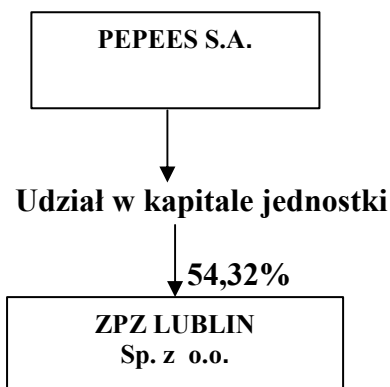 PEPEES S.A.
Udział w kapitale jednostki
54,32%
ZPZ LUBLIN
Sp. z o.o.